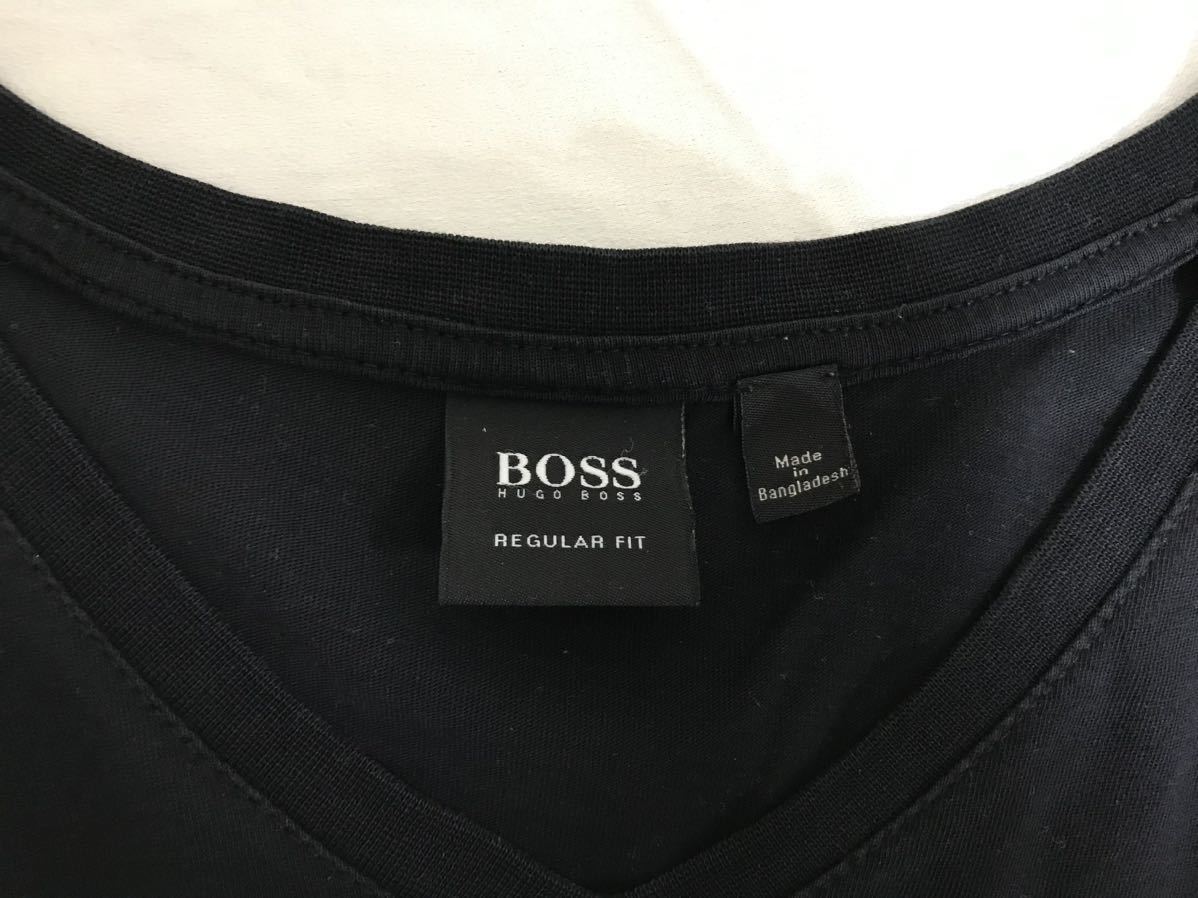 BOSS
HUGO BOSS
REGULAR FIT
Made
in
Bangladesh